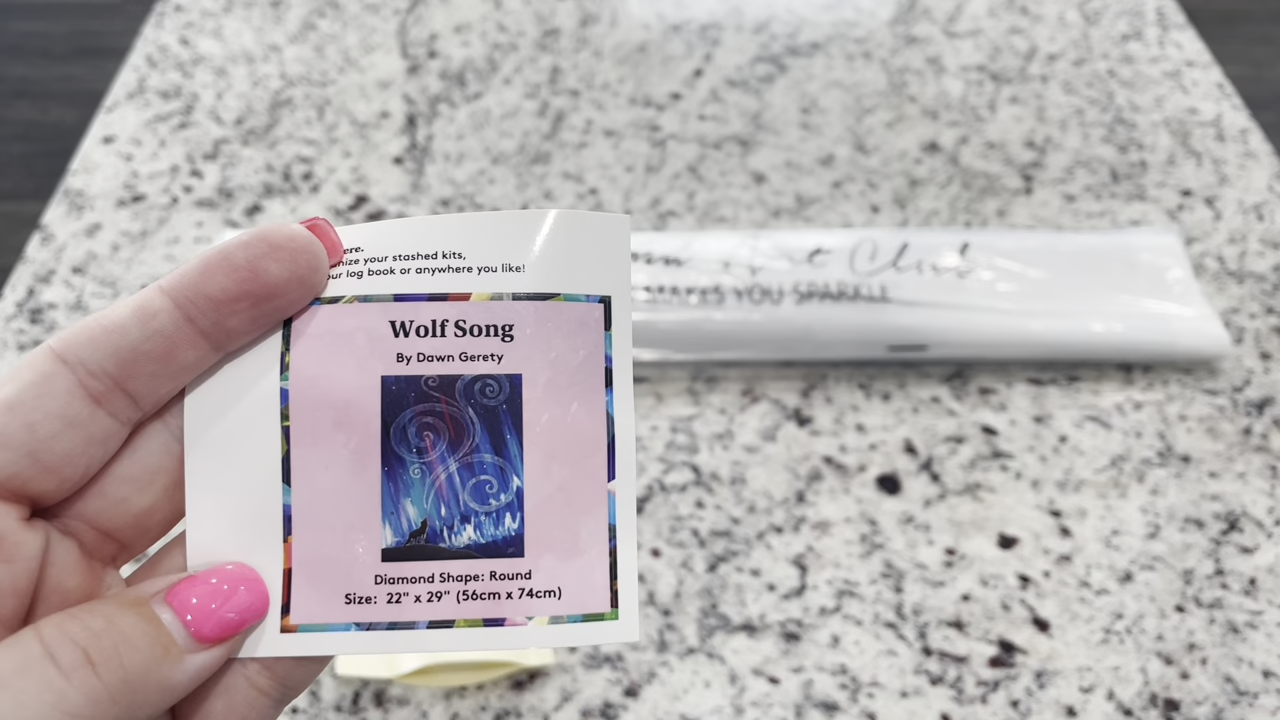 ere.
nize your stashed kits,
ur log book or anywhere you like!
Wolf Song
By Dawn Gerety
Diamond Shape: Round
Size: 22" x 29" (56cm x 74cm)
Club
MAKES YOU SPARKLE